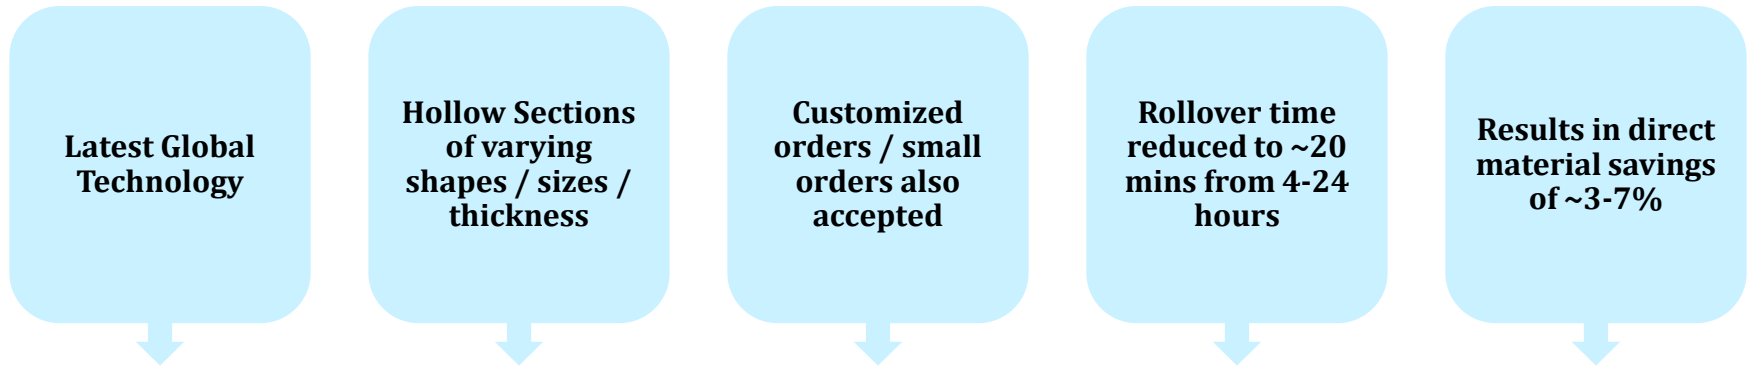 Latest Global
Technology
Hollow Sections
of varying
shapes / sizes /
thickness
Customized
orders / small
orders also
accepted
Rollover time
reduced to ~20
mins from 4-24
hours
Results in direct
material savings
of ~3-7%